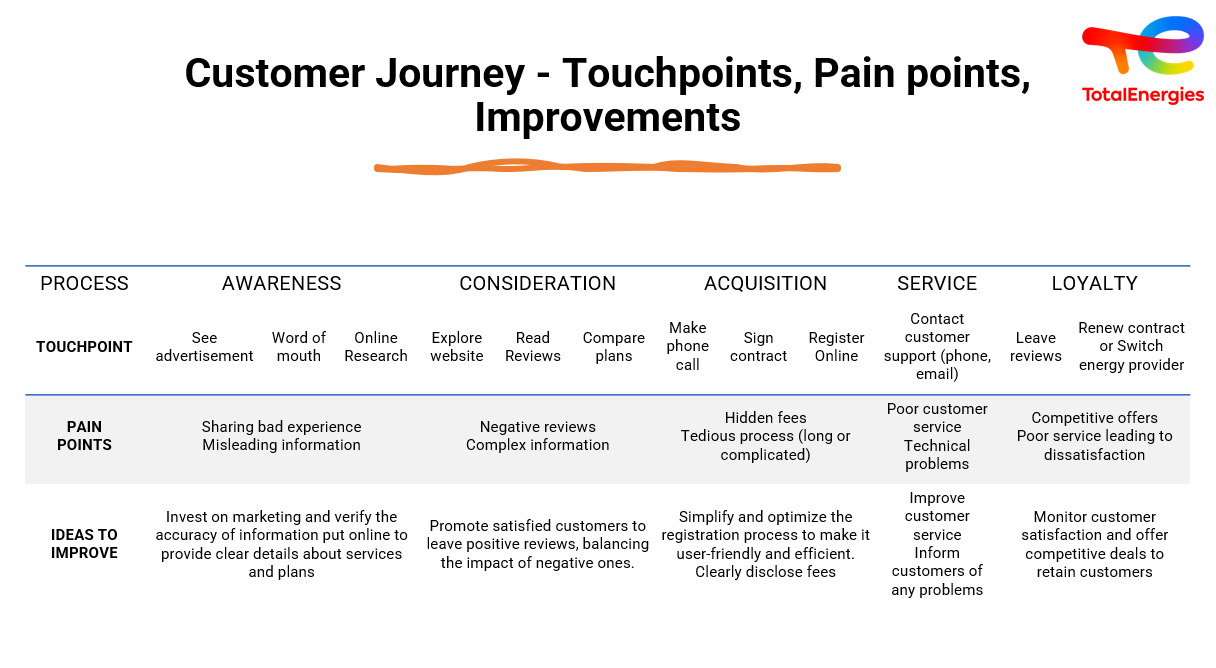 Customer Journey - Touchpoints, Pain points,
Improvements
TotalEnergies
PROCESS
AWARENESS
CONSIDERATION
ACQUISITION
SERVICE
LOYALTY
TOUCHPOINT
See
advertisement
Word of
mouth
Online
Research
Explore
website
Read
Reviews
Compare
plans
Make
phone
call
Sign
contract
Register
Online
Contact
customer
support (phone,
email)
Leave
reviews
Renew contract
or Switch
energy provider
PAIN
POINTS
Sharing bad experience
Misleading information
Negative reviews
Complex information
Hidden fees
Tedious process (long or
complicated)
Poor customer
service
Technical
problems
Competitive offers
Poor service leading to
dissatisfaction
IDEAS TO
IMPROVE
Invest on marketing and verify the
accuracy of information put online to
provide clear details about services
and plans
Promote satisfied customers to
leave positive reviews, balancing
the impact of negative ones.
Simplify and optimize the
registration process to make it
user-friendly and efficient.
Clearly disclose fees
Improve
customer
service
Inform
customers of
any problems
Monitor customer
satisfaction and offer
competitive deals to
retain customers